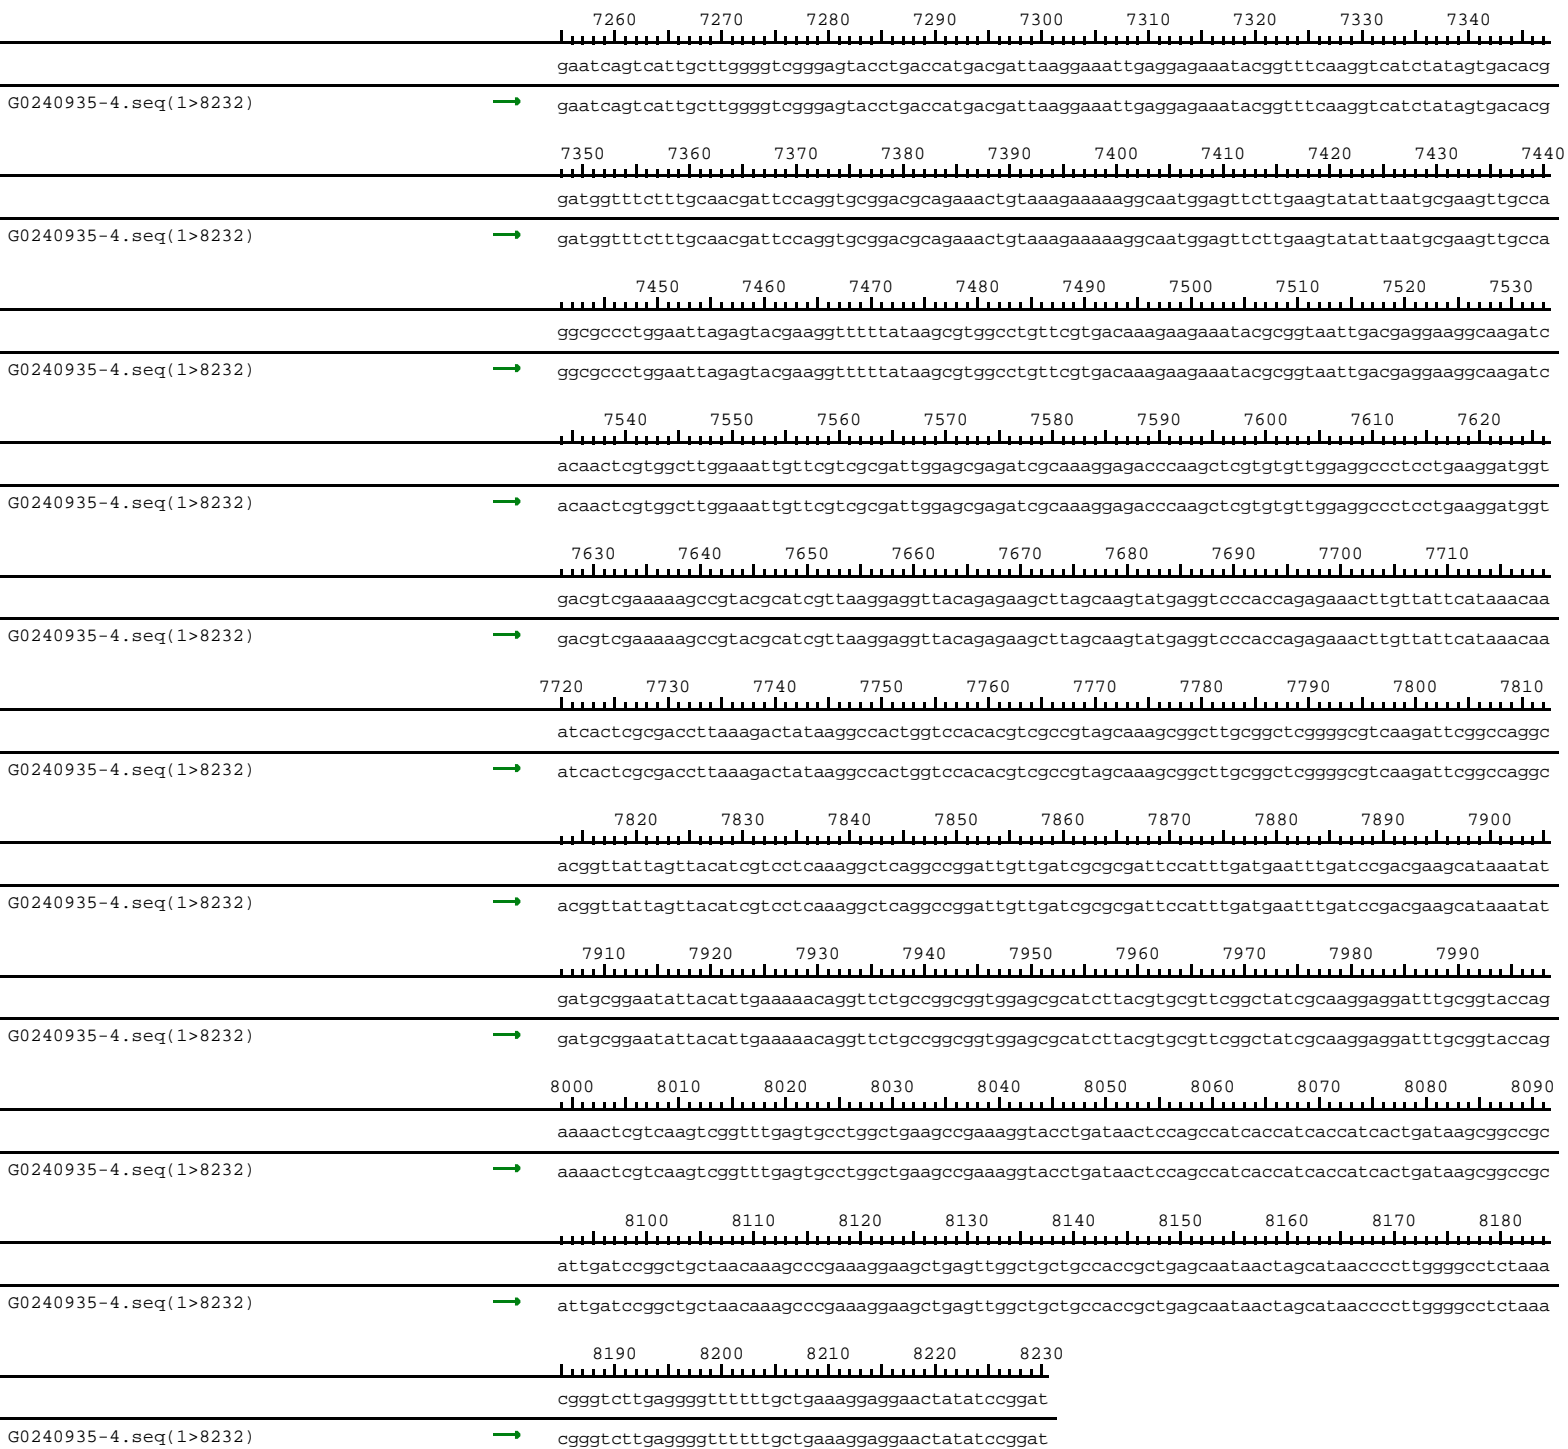 7260 7270 7280 7290 7300 7310 7320 7330 7340
gaatcagtcattgcttggggtcgggagtacctgaccatgacgattaaggaaattgaggagaaatacggtttcaaggtcatctatagtgacacg
G0240935-4.seq(1>8232) gaatcagtcattgcttggggtcgggagtacctgaccatgacgattaaggaaattgaggagaaatacggtttcaaggtcatctatagtgacacg
7350 7360 7370 7380 7390 7400 7410 7420 7430 7440
gatggtttctttgcaacgattccaggtgcggacgcagaaactgtaaagaaaaaggcaatggagttcttgaagtatattaatgcgaagttgcca
G0240935-4.seq(1>8232) gatggtttctttgcaacgattccaggtgcggacgcagaaactgtaaagaaaaaggcaatggagttcttgaagtatattaatgcgaagttgcca
7450 7460 7470 7480 7490 7500 7510 7520 7530
ggcgccctggaattagagtacgaaggtttttataagcgtggcctgttcgtgacaaagaagaaatacgcggtaattgacgaggaaggcaagatc
G0240935-4.seq(1>8232) ggcgccctggaattagagtacgaaggtttttataagcgtggcctgttcgtgacaaagaagaaatacgcggtaattgacgaggaaggcaagatc
7540 7550 7560 7570 7580 7590 7600 7610 7620
acaactcgtggcttggaaattgttcgtcgcgattggagcgagatcgcaaaggagacccaagctcgtgtgttggaggccctcctgaaggatggt
G0240935-4.seq(1>8232) acaactcgtggcttggaaattgttcgtcgcgattggagcgagatcgcaaaggagacccaagctcgtgtgttggaggccctcctgaaggatggt
7630 7640 7650 7660 7670 7680 7690 7700 7710
gacgtcgaaaaagccgtacgcatcgttaaggaggttacagagaagcttagcaagtatgaggtcccaccagagaaacttgttattcataaacaa
G0240935-4.seq(1>8232) gacgtcgaaaaagccgtacgcatcgttaaggaggttacagagaagcttagcaagtatgaggtcccaccagagaaacttgttattcataaacaa
7720 7730 7740 7750 7760 7770 7780 7790 7800 7810
atcactcgcgaccttaaagactataaggccactggtccacacgtcgccgtagcaaagcggcttgcggctcggggcgtcaagattcggccaggc
G0240935-4.seq(1>8232) atcactcgcgaccttaaagactataaggccactggtccacacgtcgccgtagcaaagcggcttgcggctcggggcgtcaagattcggccaggc
7820 7830 7840 7850 7860 7870 7880 7890 7900
acggttattagttacatcgtcctcaaaggctcaggccggattgttgatcgcgcgattccatttgatgaatttgatccgacgaagcataaatat
G0240935-4.seq(1>8232) acggttattagttacatcgtcctcaaaggctcaggccggattgttgatcgcgcgattccatttgatgaatttgatccgacgaagcataaatat
7910 7920 7930 7940 7950 7960 7970 7980 7990
gatgcggaatattacattgaaaaacaggttctgccggcggtggagcgcatcttacgtgcgttcggctatcgcaaggaggatttgcggtaccag
G0240935-4.seq(1>8232) gatgcggaatattacattgaaaaacaggttctgccggcggtggagcgcatcttacgtgcgttcggctatcgcaaggaggatttgcggtaccag
8000 8010 8020 8030 8040 8050 8060 8070 8080 8090
aaaactcgtcaagtcggtttgagtgcctggctgaagccgaaaggtacctgataactccagccatcaccatcaccatcactgataagcggccgc
G0240935-4.seq(1>8232) aaaactcgtcaagtcggtttgagtgcctggctgaagccgaaaggtacctgataactccagccatcaccatcaccatcactgataagcggccgc
8100 8110 8120 8130 8140 8150 8160 8170 8180
attgatccggctgctaacaaagcccgaaaggaagctgagttggctgctgccaccgctgagcaataactagcataaccccttggggcctctaaa
G0240935-4.seq(1>8232) attgatccggctgctaacaaagcccgaaaggaagctgagttggctgctgccaccgctgagcaataactagcataaccccttggggcctctaaa
8190 8200 8210 8220 8230
cgggtcttgaggggttttttgctgaaaggaggaactatatccggat
G0240935-4.seq(1>8232) cgggtcttgaggggttttttgctgaaaggaggaactatatccggat